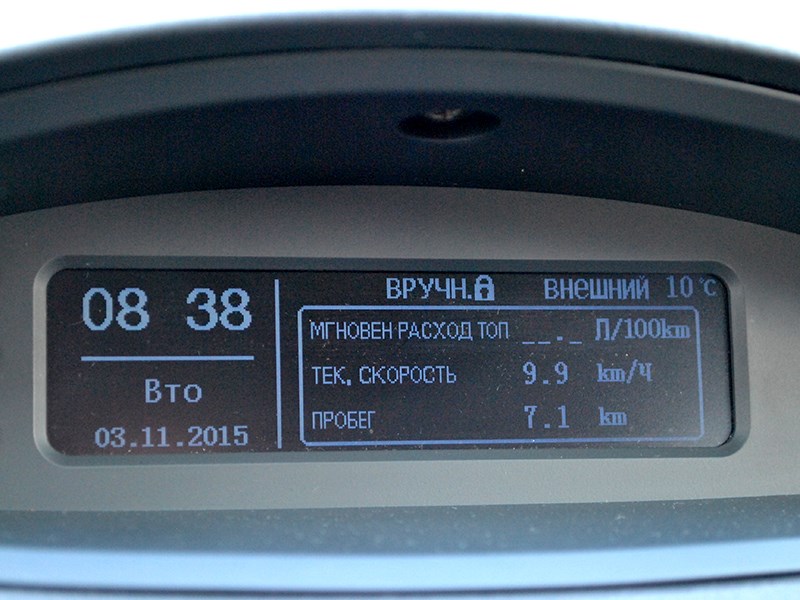 08 38
Вто
03.11.2015
ВРУЧН. ВНЕШНИЙ 10 °C
МГНОВЕН РАСХОД ТОП __._ Л/100km
ТЕК. СКОРОСТЬ 9.9 km/Ч
ПРОБЕГ 7.1 km